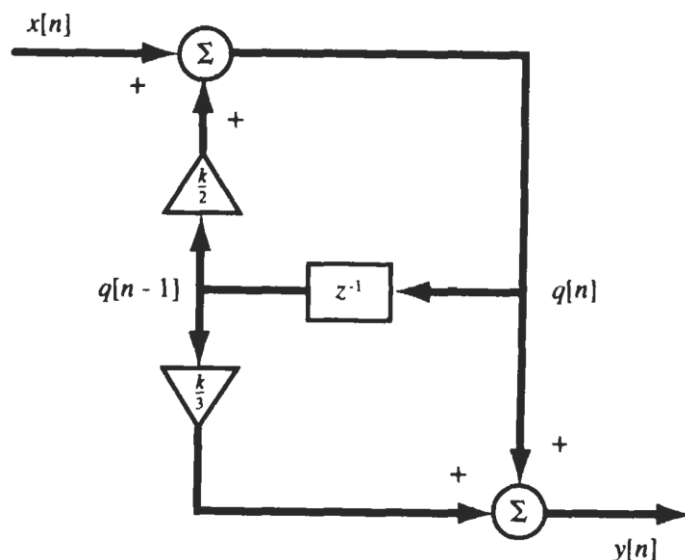 x[n]
Σ
+
+
k/2
q[n - 1]
z⁻¹
q[n]
k/3
+
+
Σ
y[n]